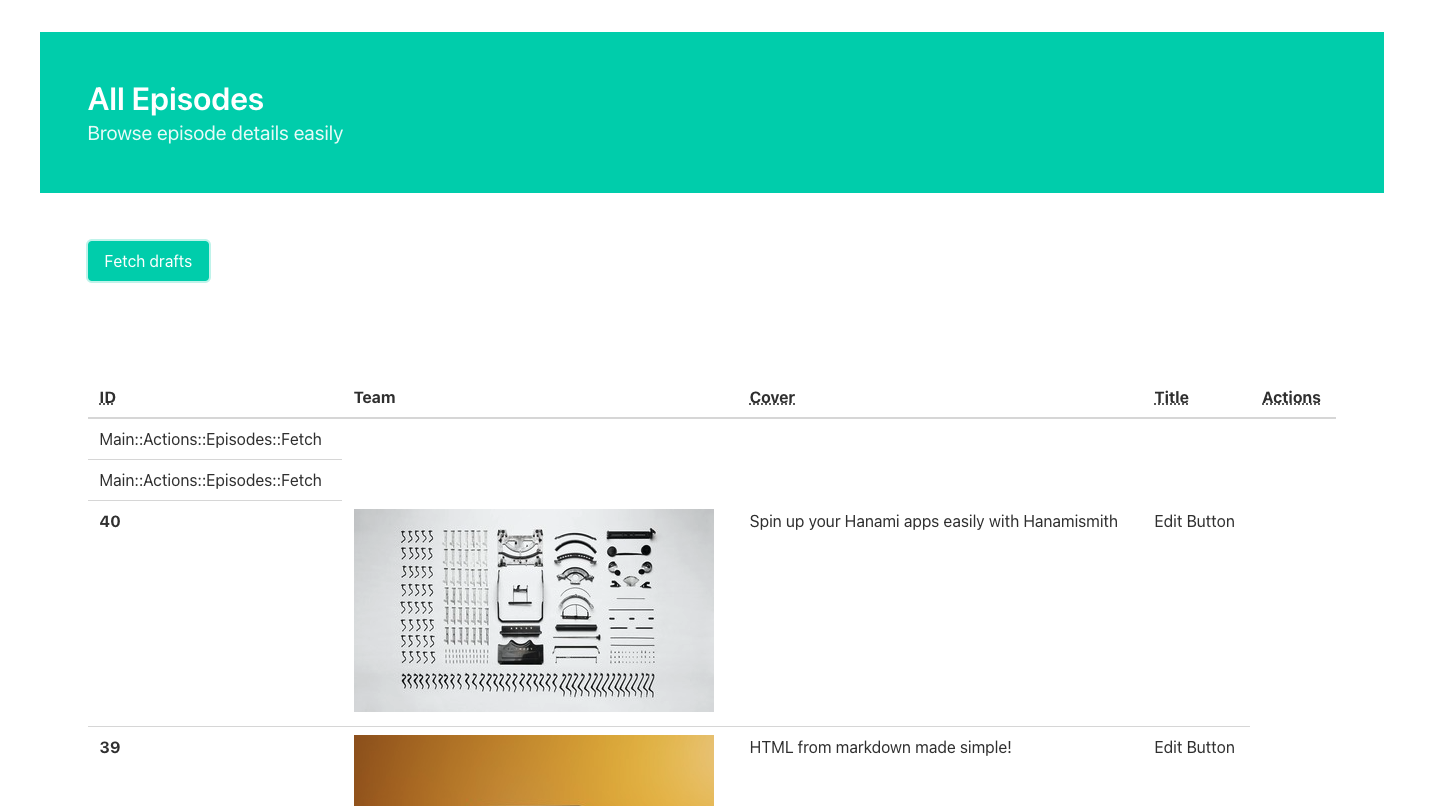 All Episodes
Browse episode details easily
Fetch drafts
ID Team Cover Title Actions
Main::Actions::Episodes::Fetch
Main::Actions::Episodes::Fetch
40 Spin up your Hanami apps easily with Hanamismith Edit Button
39 HTML from markdown made simple! Edit Button